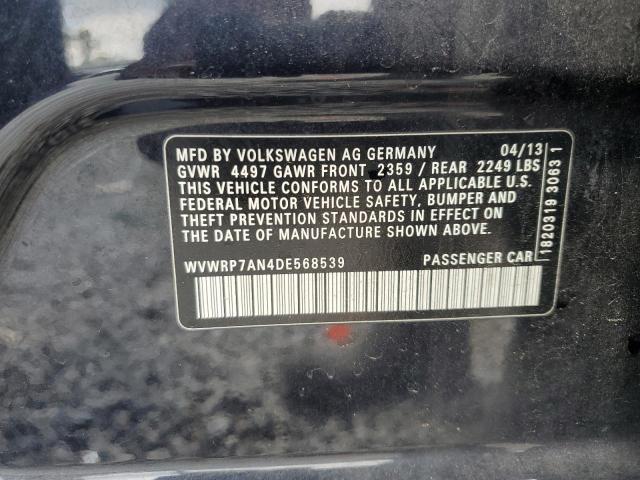 MFD BY VOLKSWAGEN AG GERMANY 04/13
GVWR 4497 GAWR FRONT 2359 / REAR 2249 LBS
THIS VEHICLE CONFORMS TO ALL APPLICABLE U.S.
FEDERAL MOTOR VEHICLE SAFETY, BUMPER AND
THEFT PREVENTION STANDARDS IN EFFECT ON
THE DATE OF MANUFACTURE SHOWN ABOVE.
WVWRP7AN4DE568539 PASSENGER CAR
1820319 3063 1